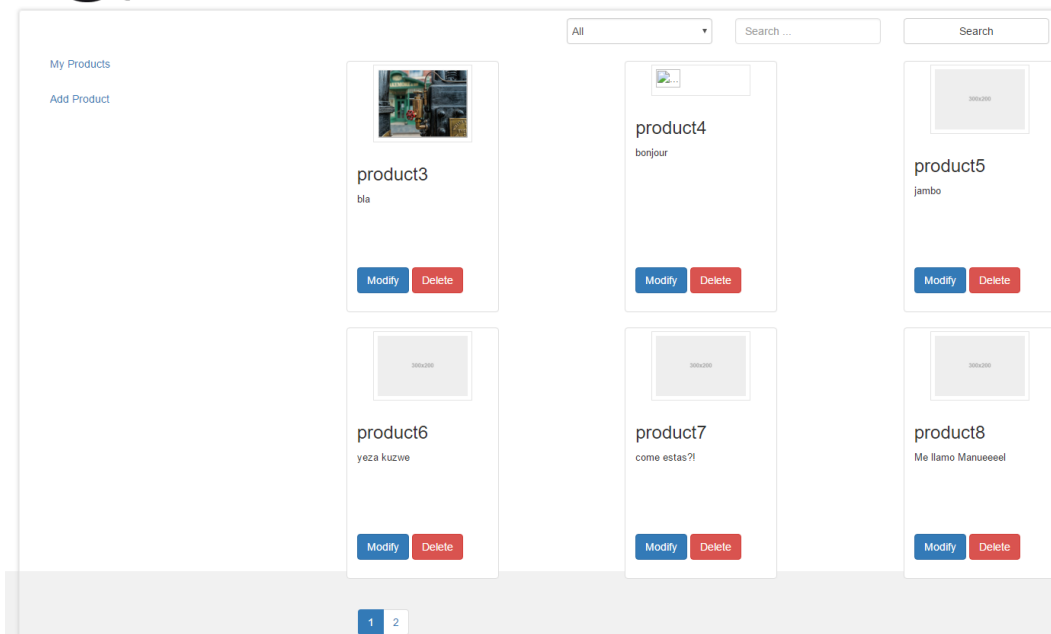 All
Search ...
Search
My Products
Add Product
...
300x200
product3
bla
product4
bonjour
product5
jambo
Modify Delete
Modify Delete
Modify Delete
300x200
300x200
300x200
product6
yeza kuzwe
product7
come estas?!
product8
Me llamo Manueeeel
Modify Delete
Modify Delete
Modify Delete
1 2